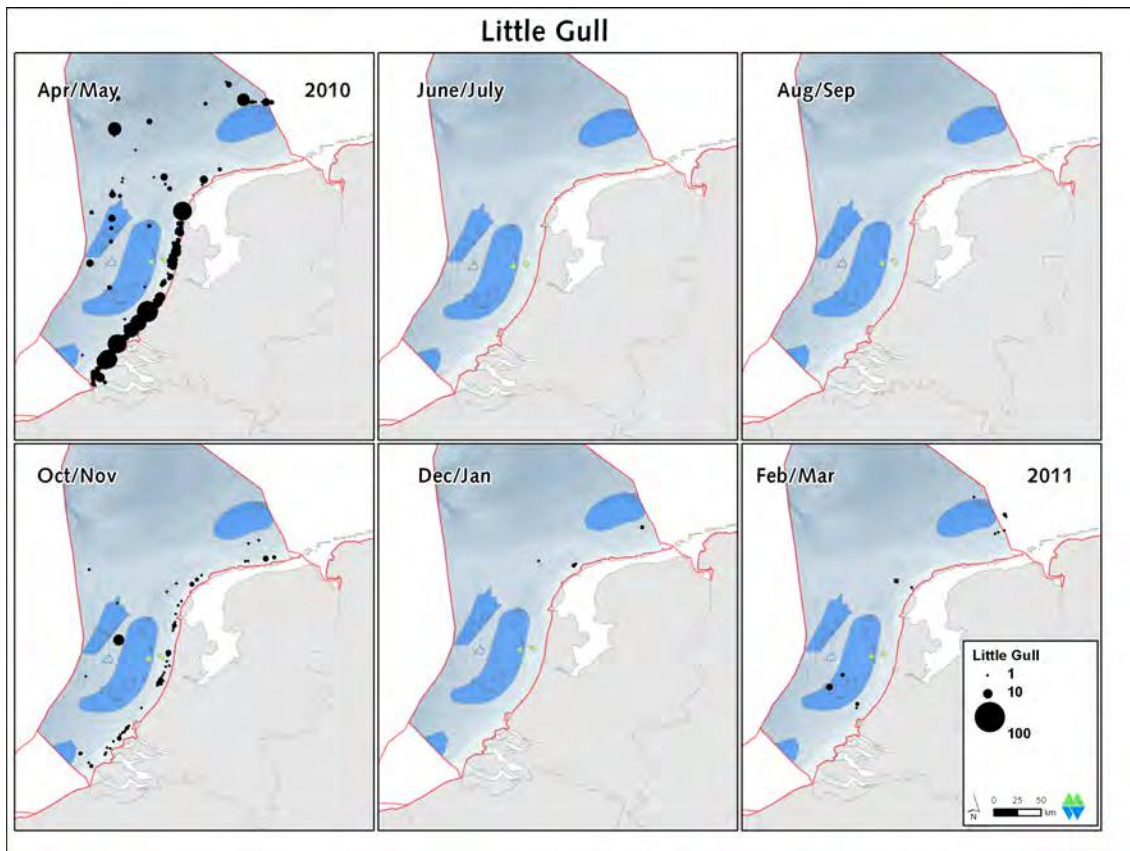 Little Gull
Apr/May 2010
June/July
Aug/Sep
Oct/Nov
Dec/Jan
Feb/Mar 2011
Little Gull
1
10
100
N
0 25 50
km